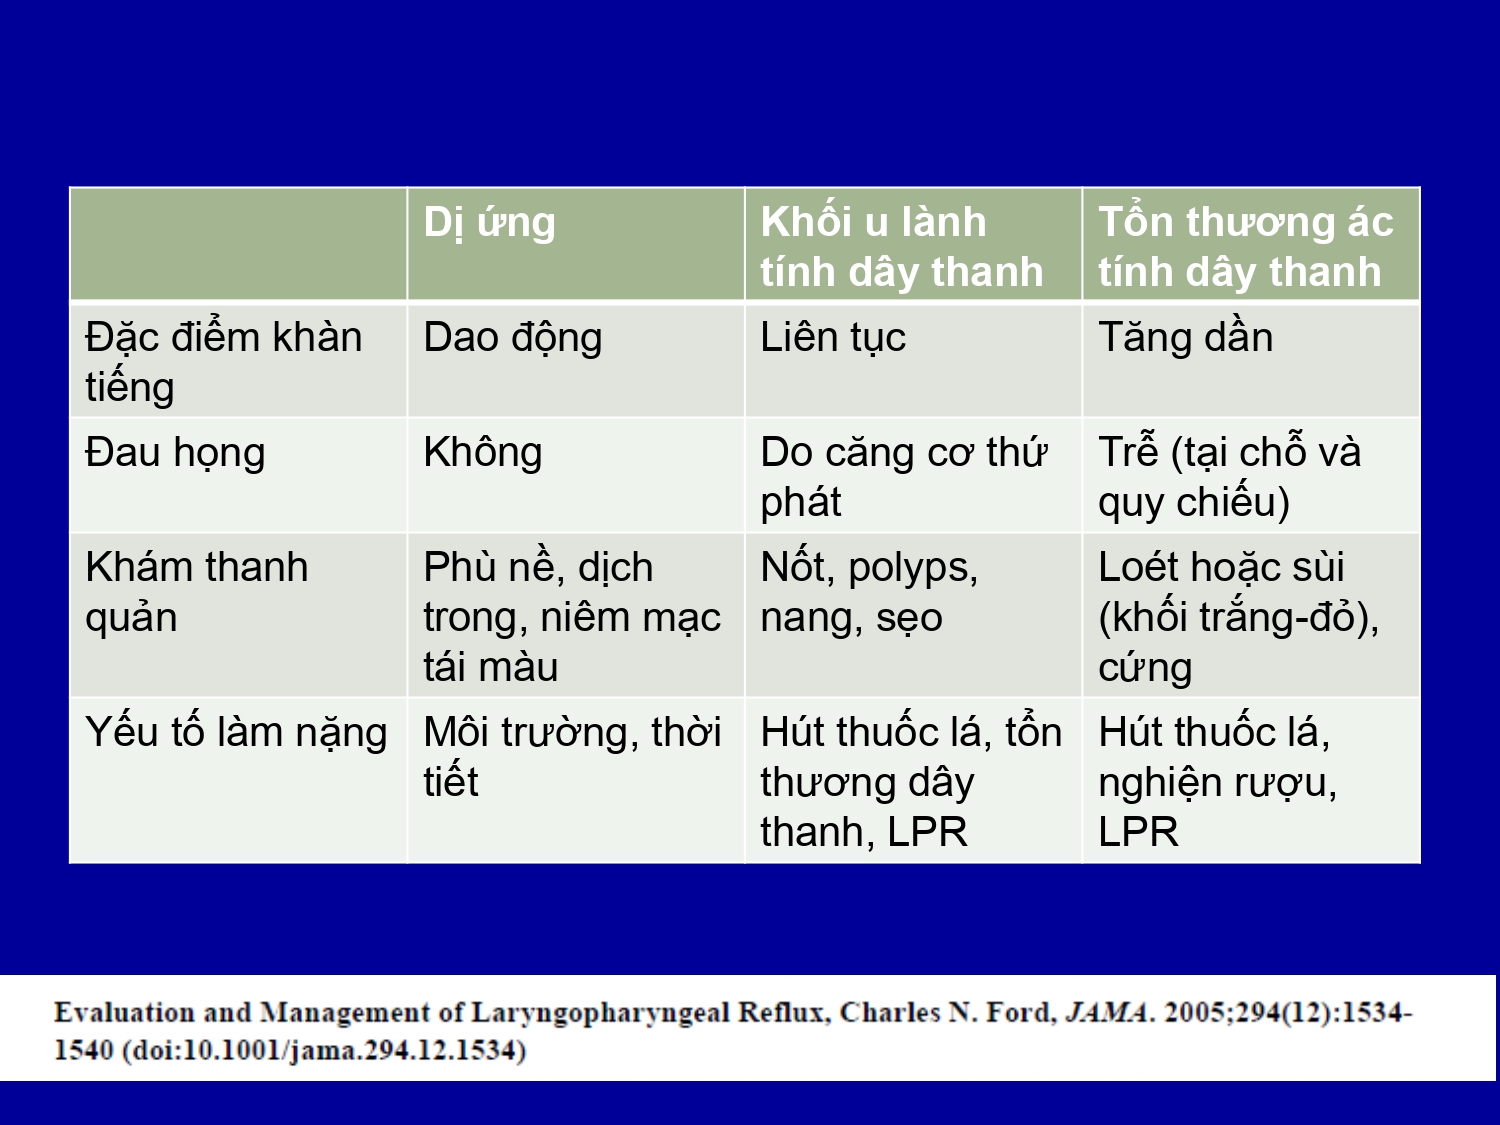 Dị ứng
Khối u lành
tính dây thanh
Tổn thương ác
tính dây thanh
Đặc điểm khàn
tiếng
Dao động
Liên tục
Tăng dần
Đau họng
Không
Do căng cơ thứ
phát
Trễ (tại chỗ và
quy chiếu)
Khám thanh
quản
Phù nề, dịch
trong, niêm mạc
tái màu
Nốt, polyps,
nang, sẹo
Loét hoặc sùi
(khối trắng-đỏ),
cứng
Yếu tố làm nặng
Môi trường, thời
tiết
Hút thuốc lá, tổn
thương dây
thanh, LPR
Hút thuốc lá,
nghiện rượu,
LPR
Evaluation and Management of Laryngopharyngeal Reflux, Charles N. Ford, JAMA. 2005;294(12):1534-
1540 (doi:10.1001/jama.294.12.1534)